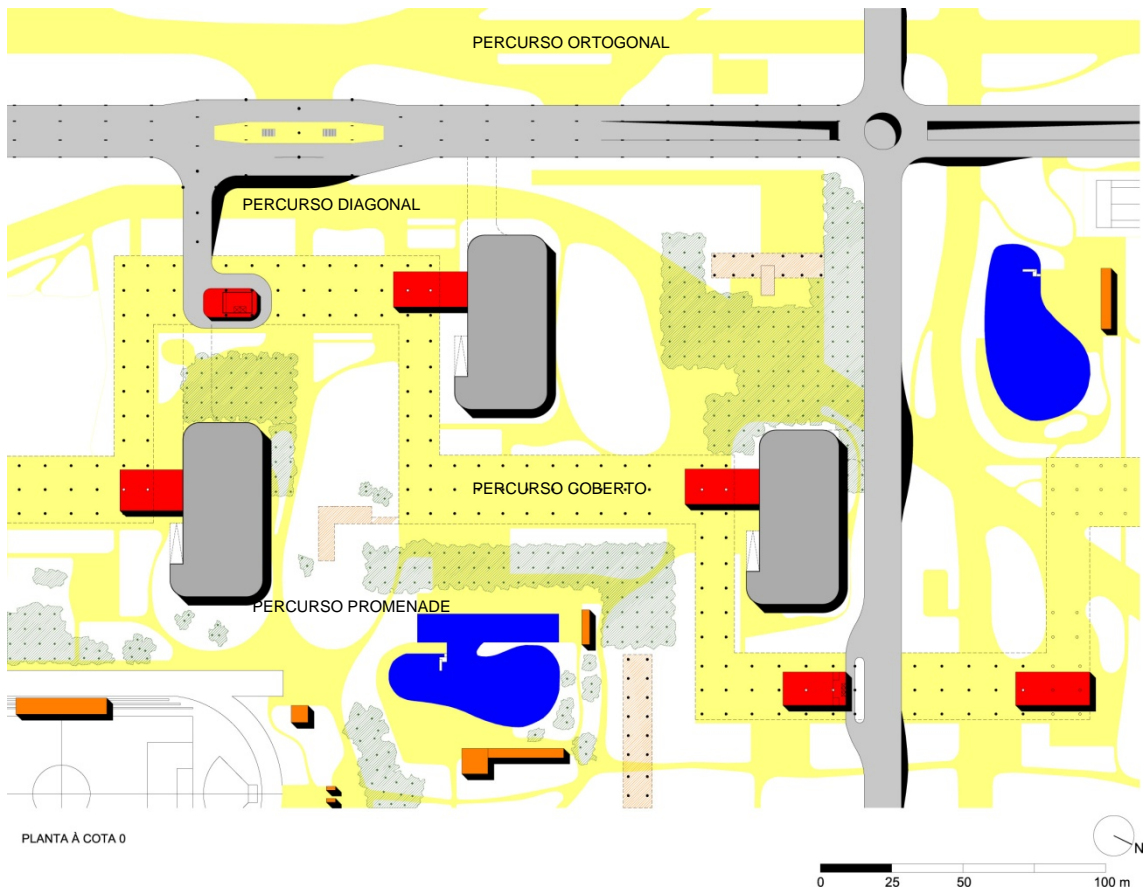 PERCURSO ORTOGONAL
PERCURSO DIAGONAL
PERCURSO GOBERTO
PERCURSO PROMENADE
PLANTA À COTA 0
N
0 25 50 100 m